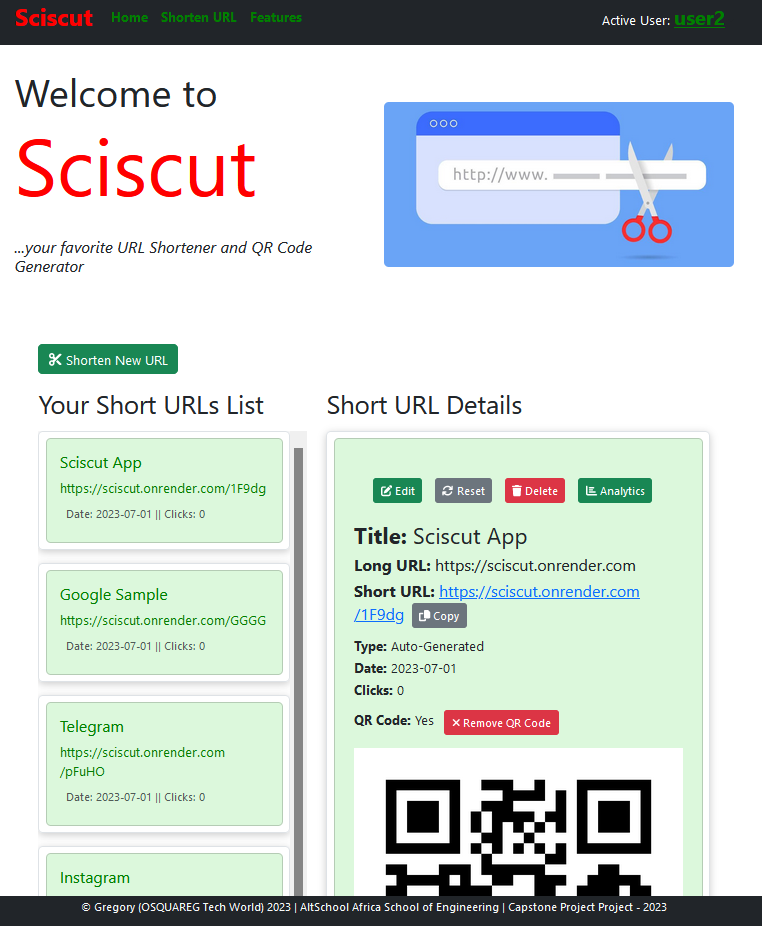 Sciscut Home Shorten URL Features Active User: user2
Welcome to
Sciscut
...your favorite URL Shortener and QR Code
Generator
http://www.
Shorten New URL
Your Short URLs List
Sciscut App
https://sciscut.onrender.com/1F9dg
Date: 2023-07-01 || Clicks: 0
Google Sample
https://sciscut.onrender.com/GGGG
Date: 2023-07-01 || Clicks: 0
Telegram
https://sciscut.onrender.com
/pFuHO
Date: 2023-07-01 || Clicks: 0
Instagram
Short URL Details
Edit Reset Delete Analytics
Title: Sciscut App
Long URL: https://sciscut.onrender.com
Short URL: https://sciscut.onrender.com
/1F9dg Copy
Type: Auto-Generated
Date: 2023-07-01
Clicks: 0
QR Code: Yes Remove QR Code
© Gregory (OSQUAREG Tech World) 2023 | AltSchool Africa School of Engineering | Capstone Project Project - 2023